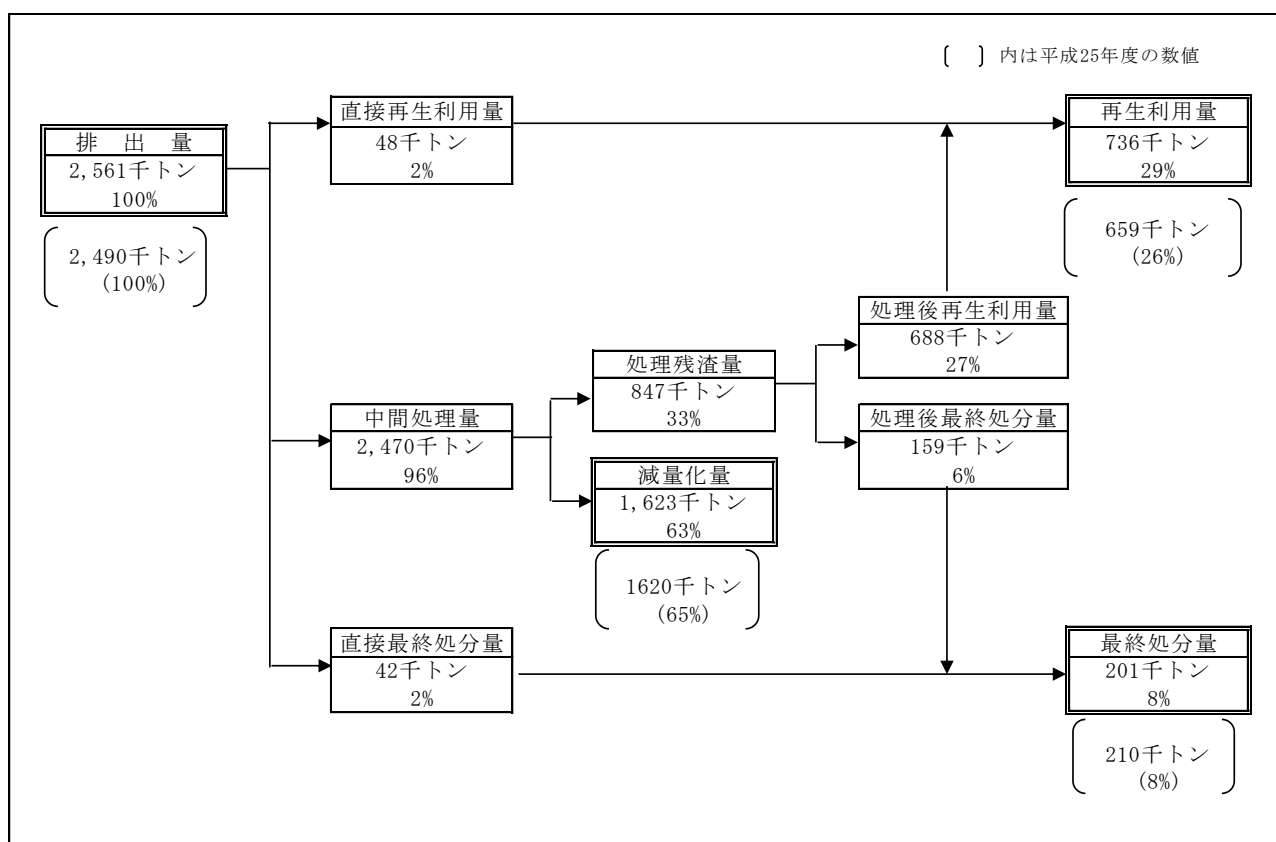 〔　〕内は平成25年度の数値
排　出　量
2,561千トン
100%
2,490千トン
(100%)
直接再生利用量
48千トン
2%
再生利用量
736千トン
29%
659千トン
(26%)
処理後再生利用量
688千トン
27%
処理残渣量
847千トン
33%
中間処理量
2,470千トン
96%
処理後最終処分量
159千トン
6%
減量化量
1,623千トン
63%
1620千トン
(65%)
直接最終処分量
42千トン
2%
最終処分量
201千トン
8%
210千トン
(8%)